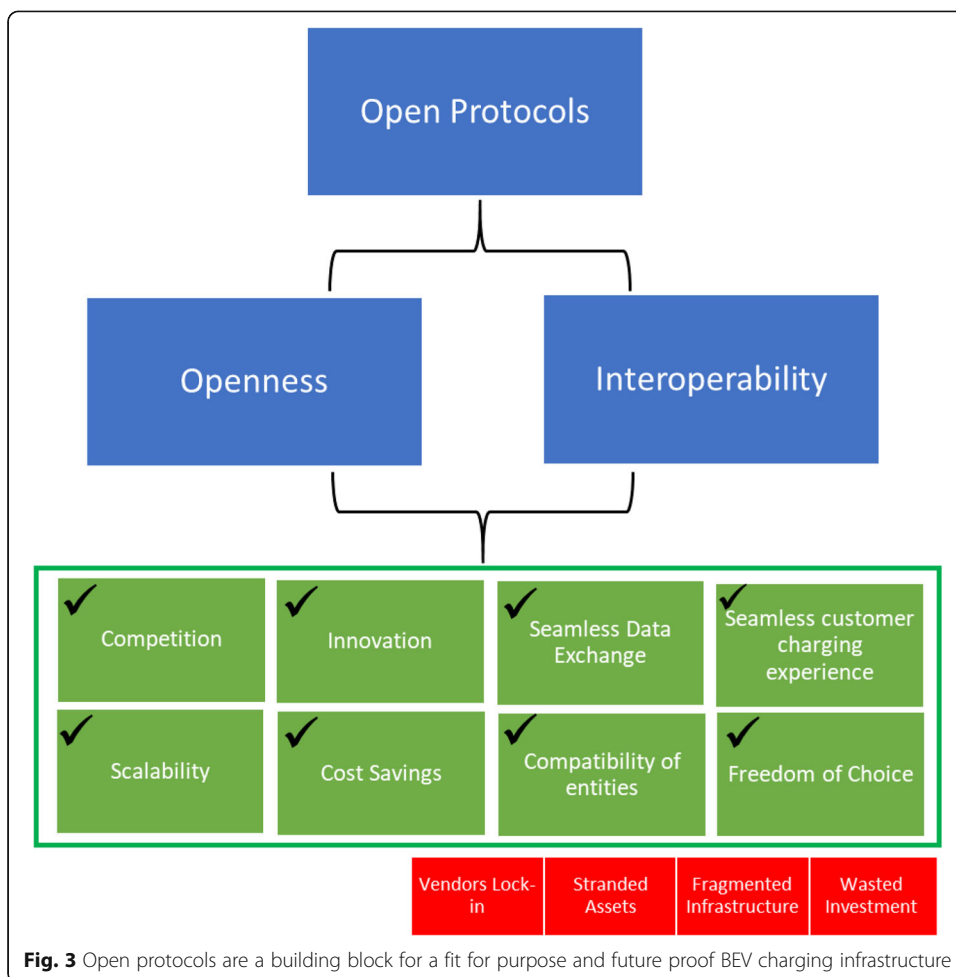 Open Protocols
Openness
Interoperability
Competition
Innovation
Seamless Data
Exchange
Seamless customer
charging
experience
Scalability
Cost Savings
Compatibility of
entities
Freedom of Choice
Vendors Lock-
in
Stranded
Assets
Fragmented
Infrastructure
Wasted
Investment
Fig. 3 Open protocols are a building block for a fit for purpose and future proof BEV charging infrastructure